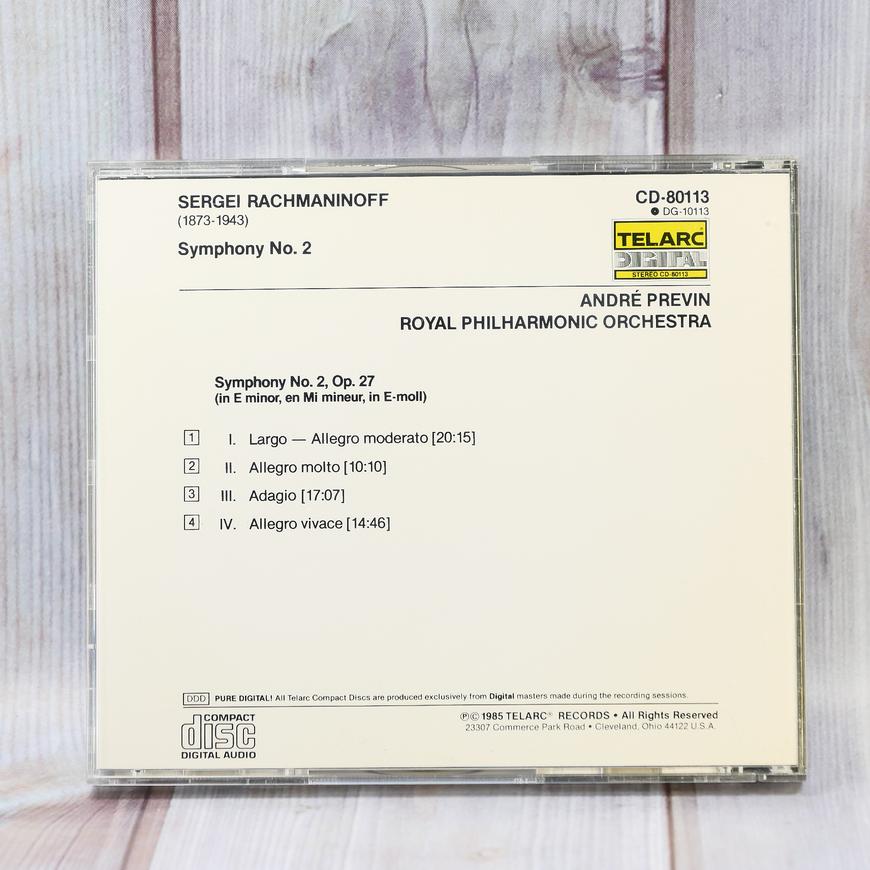 SERGEI RACHMANINOFF
(1873-1943)
Symphony No. 2
CD-80113
DG-10113
TELARC
DIGITAL
STEREO CD-80113
ANDRÉ PREVIN
ROYAL PHILHARMONIC ORCHESTRA
Symphony No. 2, Op. 27
(in E minor, en Mi mineur, in E-moll)
1 I. Largo — Allegro moderato [20:15]
2 II. Allegro molto [10:10]
3 III. Adagio [17:07]
4 IV. Allegro vivace [14:46]
DDD PURE DIGITAL! All Telarc Compact Discs are produced exclusively from Digital masters made during the recording sessions.
COMPACT
disc
DIGITAL AUDIO
℗© 1985 TELARC® RECORDS • All Rights Reserved
23307 Commerce Park Road • Cleveland, Ohio 44122 U.S.A.